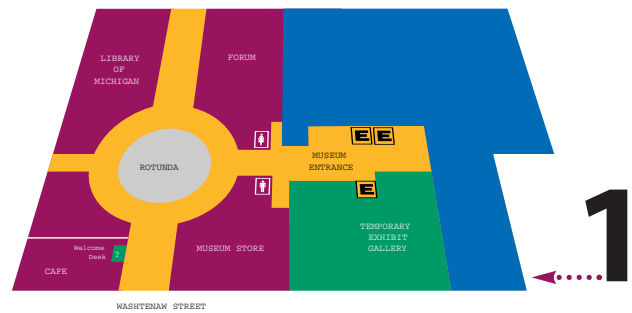 LIBRARY
OF
MICHIGAN
FORUM
E E
MUSEUM
ENTRANCE
ROTUNDA
E
TEMPORARY
EXHIBIT
GALLERY
MUSEUM STORE
Welcome
Desk
?
CAFE
1
WASHTENAW STREET